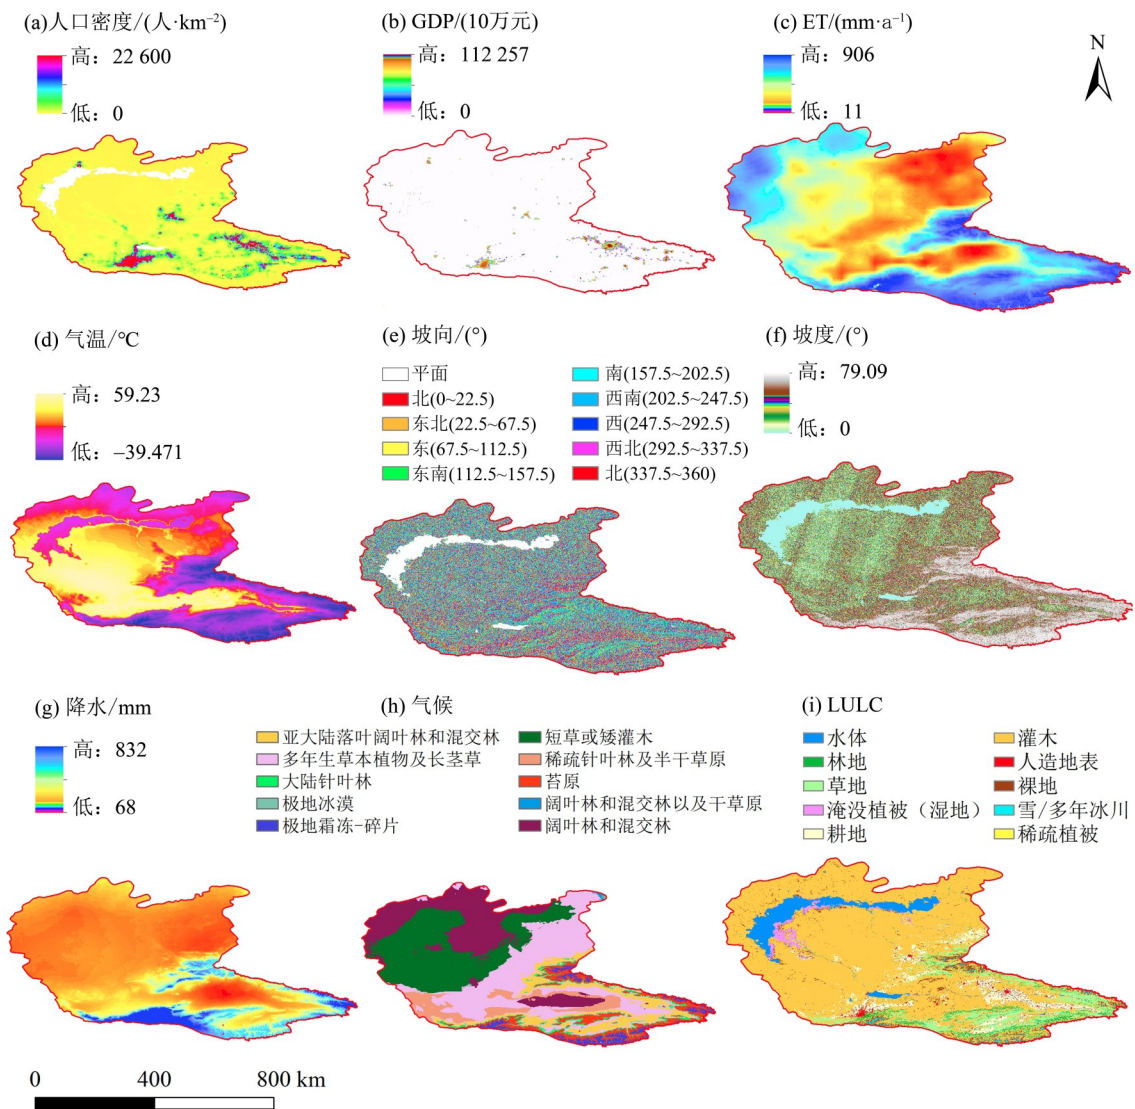 (a)人口密度/(人·km⁻²)
高：22 600
低：0
(b) GDP/(10万元)
高：112 257
低：0
(c) ET/(mm·a⁻¹)
高：906
低：11
N
(d) 气温/℃
高：59.23
低：–39.471
(e) 坡向/(°)
平面
北(0~22.5)
东北(22.5~67.5)
东(67.5~112.5)
东南(112.5~157.5)
南(157.5~202.5)
西南(202.5~247.5)
西(247.5~292.5)
西北(292.5~337.5)
北(337.5~360)
(f) 坡度/(°)
高：79.09
低：0
(g) 降水/mm
高：832
低：68
(h) 气候
亚大陆落叶阔叶林和混交林
多年生草本植物及长茎草
大陆针叶林
极地冰漠
极地霜冻-碎片
短草或矮灌木
稀疏针叶林及半干草原
苔原
阔叶林和混交林以及干草原
阔叶林和混交林
(i) LULC
水体
林地
草地
淹没植被（湿地）
耕地
灌木
人造地表
裸地
雪/多年冰川
稀疏植被
0 400 800 km